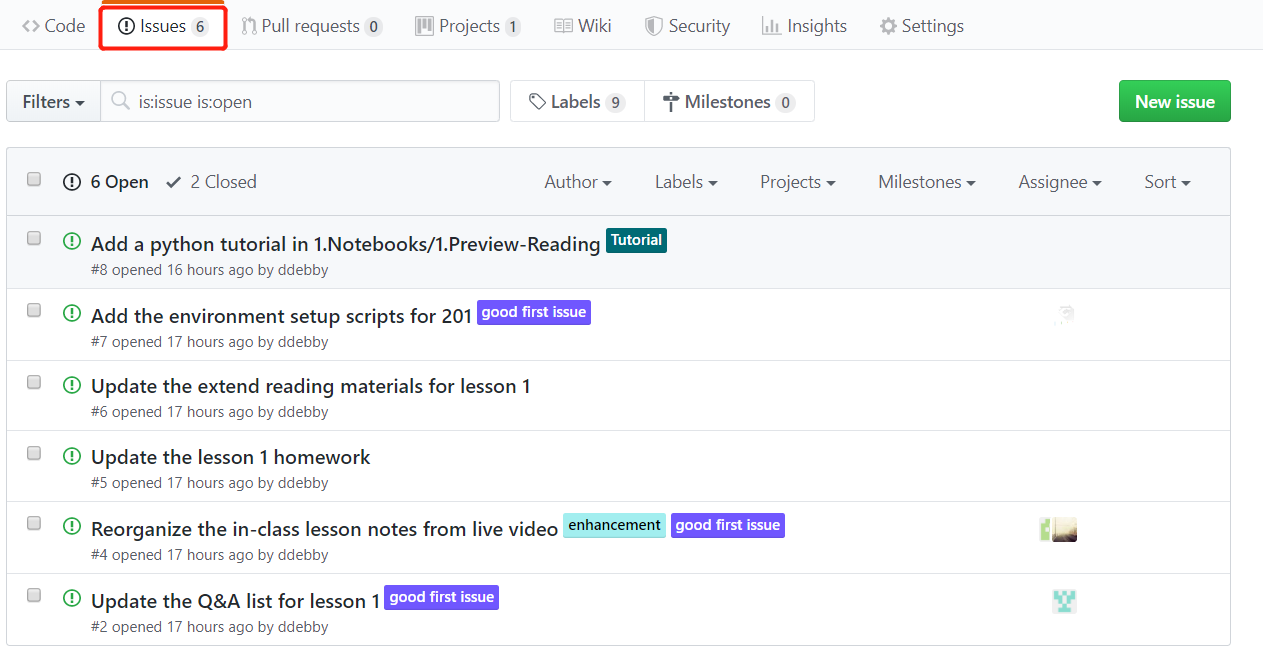 Code Issues 6 Pull requests 0 Projects 1 Wiki Security Insights Settings
Filters is:issue is:open Labels 9 Milestones 0 New issue
6 Open 2 Closed Author Labels Projects Milestones Assignee Sort
Add a python tutorial in 1.Notebooks/1.Preview-Reading Tutorial
#8 opened 16 hours ago by ddebby
Add the environment setup scripts for 201 good first issue
#7 opened 17 hours ago by ddebby
Update the extend reading materials for lesson 1
#6 opened 17 hours ago by ddebby
Update the lesson 1 homework
#5 opened 17 hours ago by ddebby
Reorganize the in-class lesson notes from live video enhancement good first issue
#4 opened 17 hours ago by ddebby
Update the Q&A list for lesson 1 good first issue
#2 opened 17 hours ago by ddebby